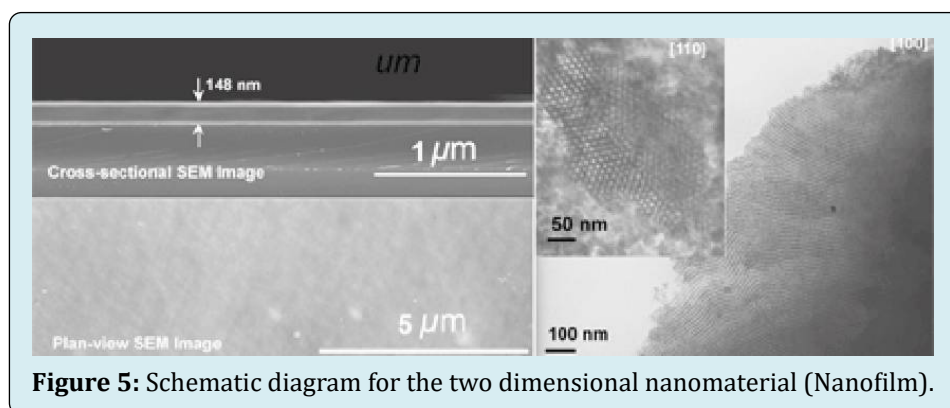 um
148 nm
1 µm
Cross-sectional SEM Image
5 µm
Plan-view SEM Image
[110]
50 nm
[100]
100 nm
Figure 5: Schematic diagram for the two dimensional nanomaterial (Nanofilm).